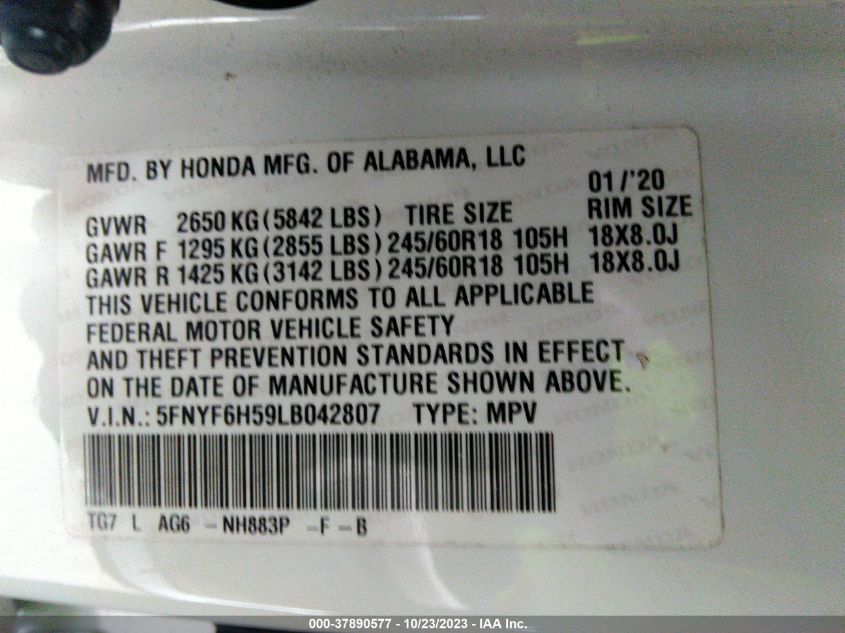 MFD. BY HONDA MFG. OF ALABAMA, LLC
01/'20
GVWR 2650 KG (5842 LBS) TIRE SIZE RIM SIZE
GAWR F 1295 KG (2855 LBS) 245/60R18 105H 18X8.0J
GAWR R 1425 KG (3142 LBS) 245/60R18 105H 18X8.0J
THIS VEHICLE CONFORMS TO ALL APPLICABLE
FEDERAL MOTOR VEHICLE SAFETY
AND THEFT PREVENTION STANDARDS IN EFFECT
ON THE DATE OF MANUFACTURE SHOWN ABOVE.
V.I.N.: 5FNYF6H59LB042807 TYPE: MPV
TG7 L AG6 - NH883P - F - B
000-37890577 - 10/23/2023 - IAA Inc.